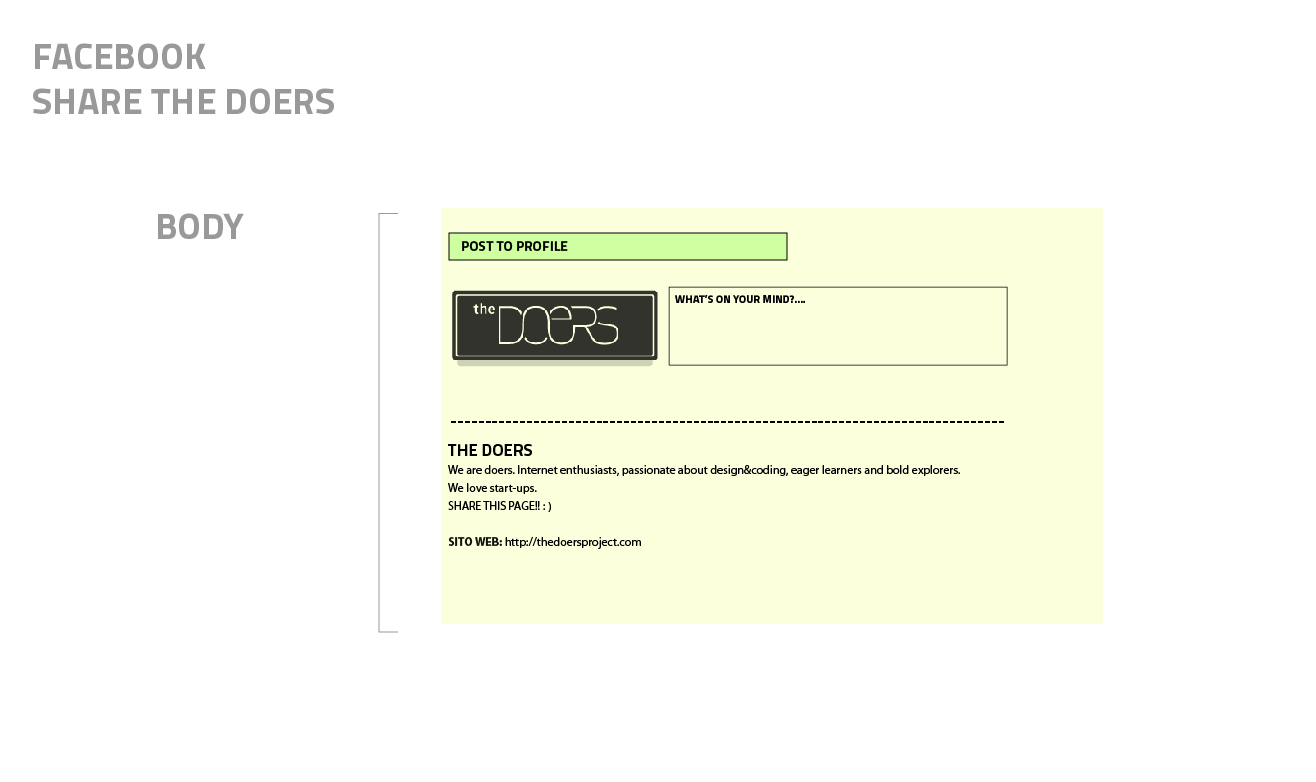 FACEBOOK
SHARE THE DOERS
BODY
POST TO PROFILE
the DOERS
WHAT'S ON YOUR MIND?....
THE DOERS
We are doers. Internet enthusiasts, passionate about design&coding, eager learners and bold explorers.
We love start-ups.
SHARE THIS PAGE!! : )
SITO WEB: http://thedoersproject.com